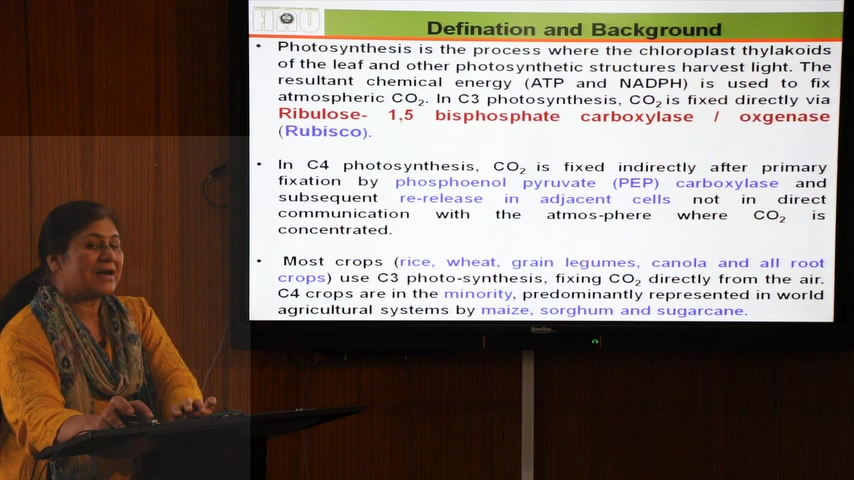 CHAUDHARY CHARAN SINGH
HAU
Defination and Background
• Photosynthesis is the process where the chloroplast thylakoids
of the leaf and other photosynthetic structures harvest light. The
resultant chemical energy (ATP and NADPH) is used to fix
atmospheric CO2. In C3 photosynthesis, CO2 is fixed directly via
Ribulose- 1,5 bisphosphate carboxylase / oxgenase
(Rubisco).
• In C4 photosynthesis, CO2 is fixed indirectly after primary
fixation by phosphoenol pyruvate (PEP) carboxylase and
subsequent re-release in adjacent cells not in direct
communication with the atmos-phere where CO2 is
concentrated.
• Most crops (rice, wheat, grain legumes, canola and all root
crops) use C3 photo-synthesis, fixing CO2 directly from the air.
C4 crops are in the minority, predominantly represented in world
agricultural systems by maize, sorghum and sugarcane.